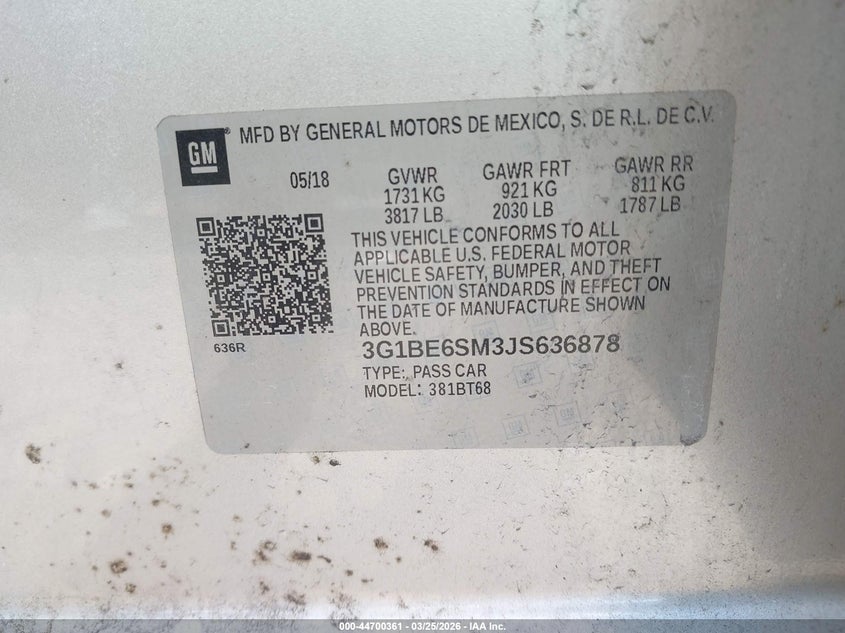 GM
MFD BY GENERAL MOTORS DE MEXICO, S. DE R.L. DE C.V.
05/18 GVWR GAWR FRT GAWR RR
1731 KG 921 KG 811 KG
3817 LB 2030 LB 1787 LB
THIS VEHICLE CONFORMS TO ALL
APPLICABLE U.S. FEDERAL MOTOR
VEHICLE SAFETY, BUMPER, AND THEFT
PREVENTION STANDARDS IN EFFECT ON
THE DATE OF MANUFACTURE SHOWN
ABOVE.
636R
3G1BE6SM3JS636878
TYPE: PASS CAR
MODEL: 381BT68
000-44700361 - 03/25/2026 - IAA Inc.